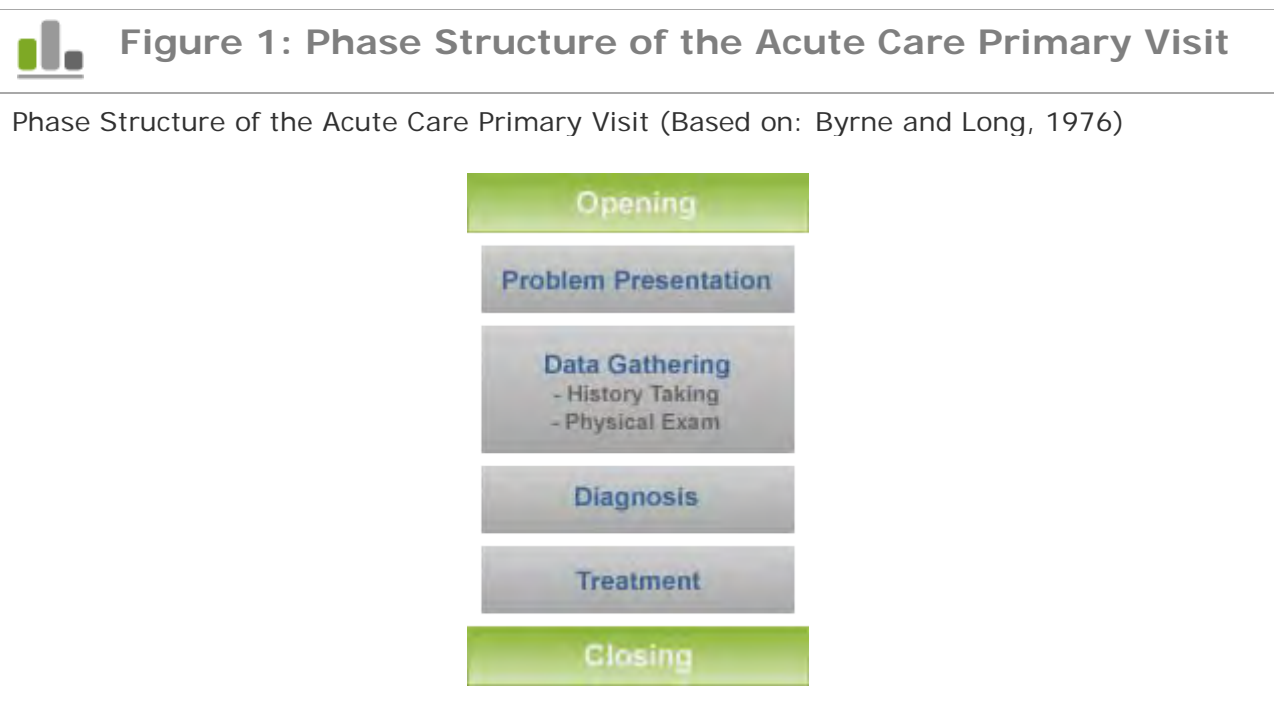 Figure 1: Phase Structure of the Acute Care Primary Visit
Phase Structure of the Acute Care Primary Visit (Based on: Byrne and Long, 1976)
Opening
Problem Presentation
Data Gathering
- History Taking
- Physical Exam
Diagnosis
Treatment
Closing